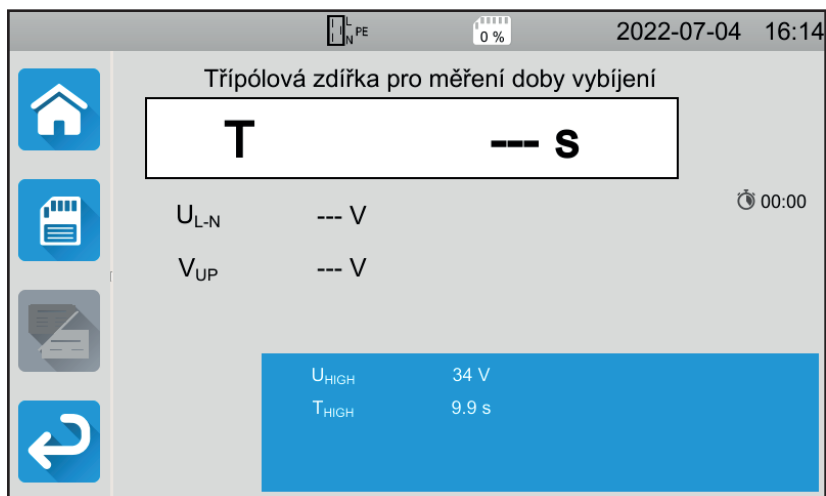 L N PE 0 % 2022-07-04 16:14
Třípólová zdířka pro měření doby vybíjení
T --- s
00:00
UL-N --- V
VUP --- V
UHIGH 34 V
THIGH 9.9 s